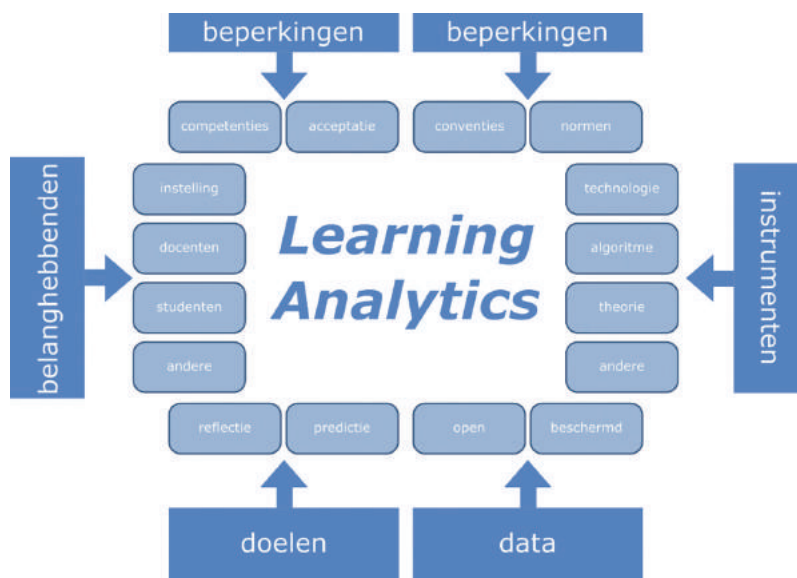 beperkingen
beperkingen
competenties
acceptatie
conventies
normen
belanghebbenden
instelling
docenten
studenten
andere
Learning
Analytics
technologie
algoritme
theorie
andere
instrumenten
reflectie
predictie
open
beschermd
doelen
data